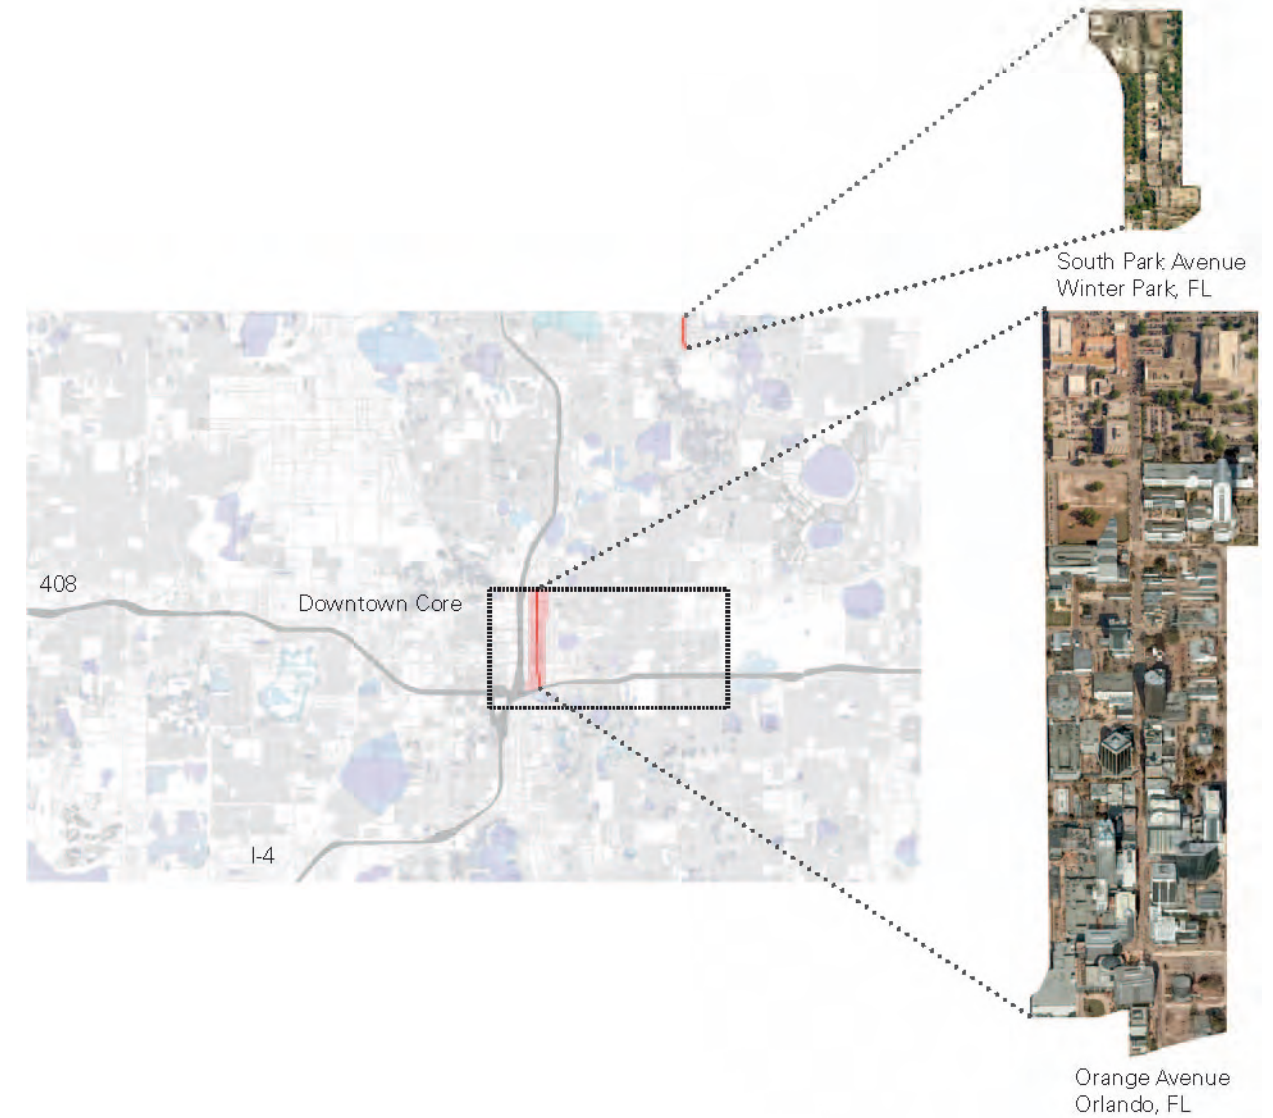 South Park Avenue
Winter Park, FL
408
Downtown Core
I-4
Orange Avenue
Orlando, FL